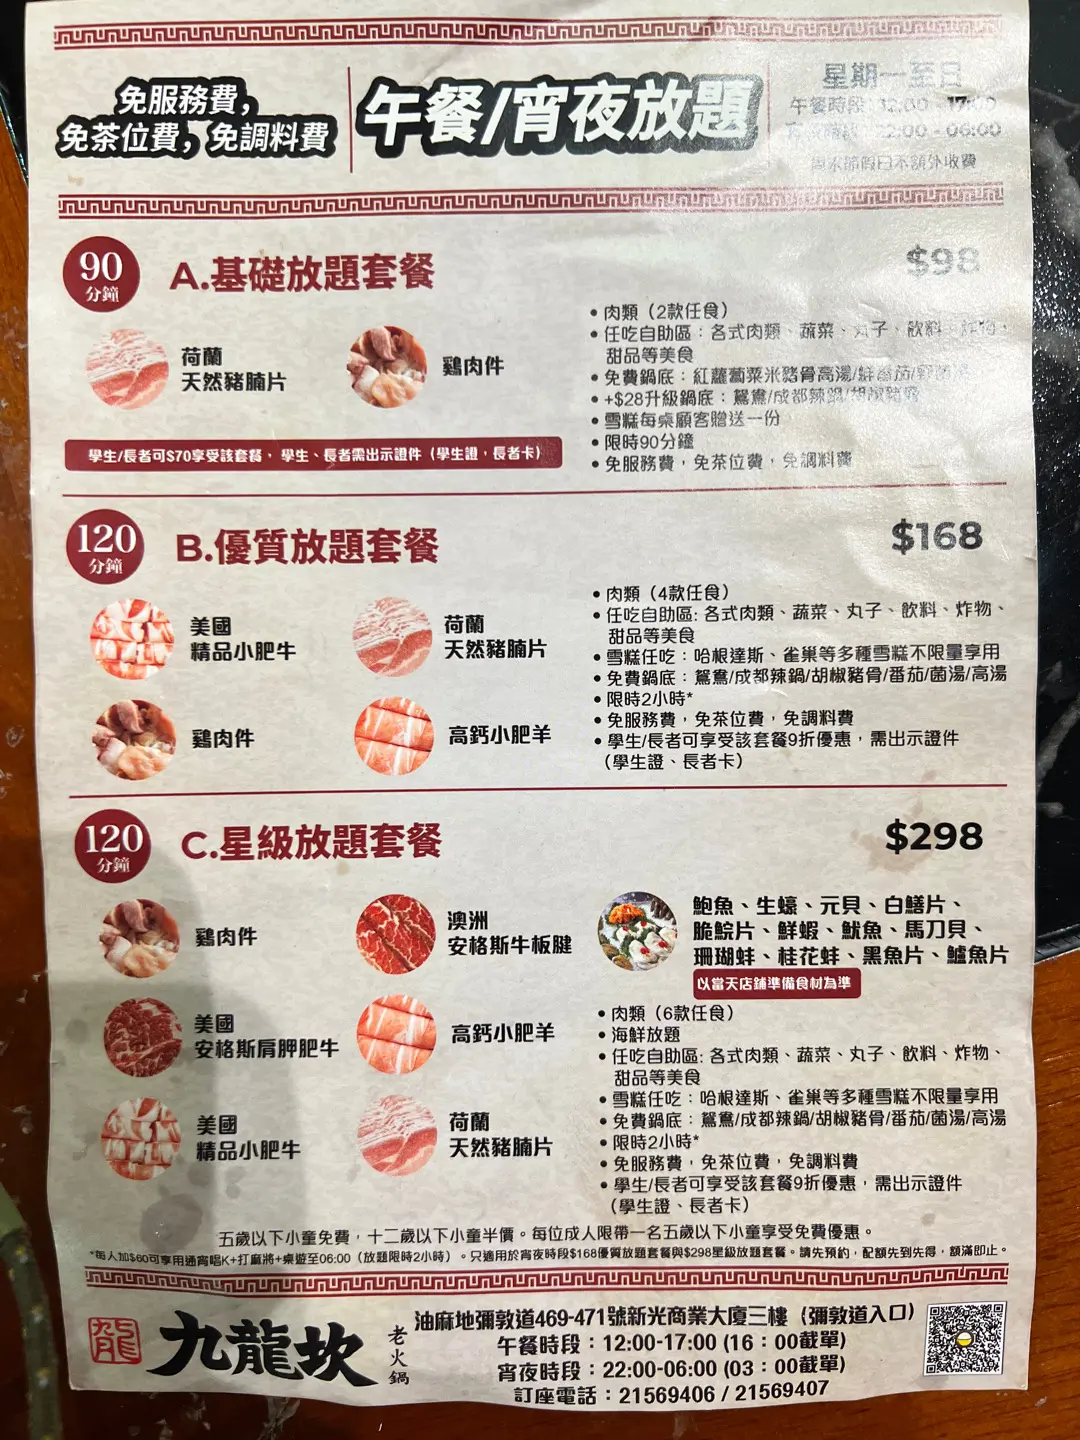 免服務費，
免茶位費，免調料費
午餐/宵夜放題
星期一至日
午餐時段：12:00 - 17:00
22:00 - 06:00
假日不額外收費
90
分鐘
A.基礎放題套餐
$98
荷蘭
天然豬腩片
鷄肉件
學生/長者可$70享受該套餐， 學生、長者需出示證件（學生證，長者卡）
• 肉類（2款任食）
• 任吃自助區：各式肉類、蔬菜、丸子、飲料、炸物、
甜品等美食
• 免費鍋底：紅蘿蔔粟米豬骨高湯/鮮番茄/
• +$28升級鍋底：鴛鴦/成都辣鍋/胡椒豬骨
• 雪糕每桌顧客贈送一份
• 限時90分鐘
• 免服務費，免茶位費，免調料費
120
分鐘
B.優質放題套餐
$168
美國
精品小肥牛
荷蘭
天然豬腩片
鷄肉件
高鈣小肥羊
• 肉類（4款任食）
• 任吃自助區: 各式肉類、蔬菜、丸子、飲料、炸物、
甜品等美食
• 雪糕任吃：哈根達斯、雀巢等多種雪糕不限量享用
• 免費鍋底：鴛鴦/成都辣鍋/胡椒豬骨/番茄/菌湯/高湯
• 限時2小時*
• 免服務費，免茶位費，免調料費
• 學生/長者可享受該套餐9折優惠，需出示證件
（學生證、長者卡）
120
分鐘
C.星級放題套餐
$298
鷄肉件
澳洲
安格斯牛板腱
美國
安格斯肩胛肥牛
高鈣小肥羊
美國
精品小肥牛
荷蘭
天然豬腩片
鮑魚、生蠔、元貝、白鱔片、
脆鯇片、鮮蝦、魷魚、馬刀貝、
珊瑚蚌、桂花蚌、黑魚片、鱸魚片
以當天店鋪準備食材為準
• 肉類（6款任食）
• 海鮮放題
• 任吃自助區: 各式肉類、蔬菜、丸子、飲料、炸物、
甜品等美食
• 雪糕任吃：哈根達斯、雀巢等多種雪糕不限量享用
• 免費鍋底：鴛鴦/成都辣鍋/胡椒豬骨/番茄/菌湯/高湯
• 限時2小時*
• 免服務費，免茶位費，免調料費
• 學生/長者可享受該套餐9折優惠，需出示證件
（學生證、長者卡）
五歲以下小童免費，十二歲以下小童半價。每位成人限帶一名五歲以下小童享受免費優惠。
*每人加$60可享用通宵唱K+打麻將+桌遊至06:00（放題限時2小時）。只適用於宵夜時段$168優質放題套餐與$298星級放題套餐。請先預約，配額先到先得，額滿即止。
九龍坎
老火鍋
油麻地彌敦道469-471號新光商業大廈三樓（彌敦道入口）
午餐時段：12:00-17:00 (16：00截單)
宵夜時段：22:00-06:00 (03：00截單)
訂座電話：21569406 / 21569407